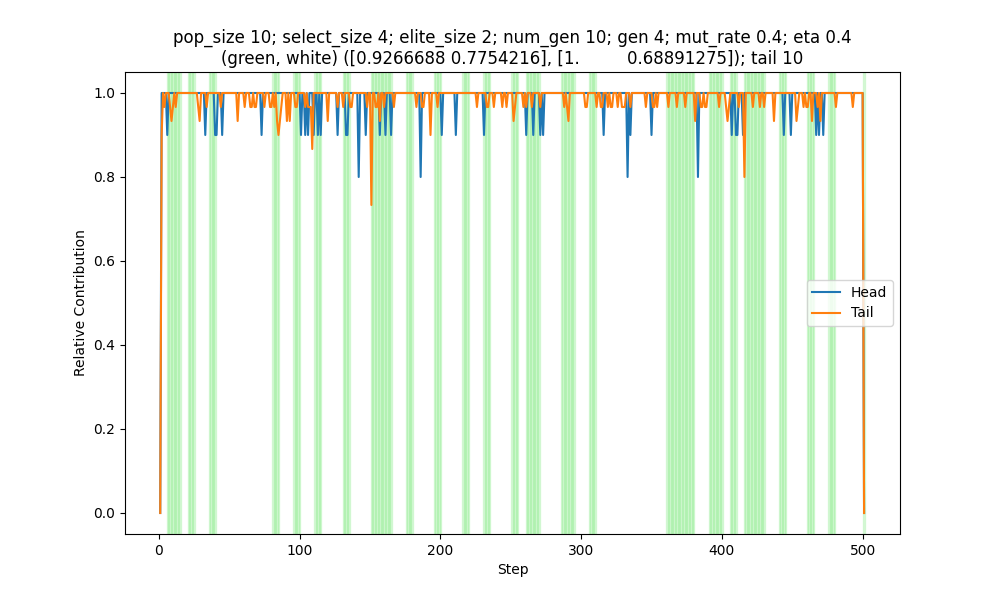 pop_size 10; select_size 4; elite_size 2; num_gen 10; gen 4; mut_rate 0.4; eta 0.4
(green, white) ([0.9266688 0.7754216], [1.         0.68891275]); tail 10
1.0
0.8
0.6
0.4
0.2
0.0
Relative Contribution
Head
Tail
0 100 200 300 400 500
Step